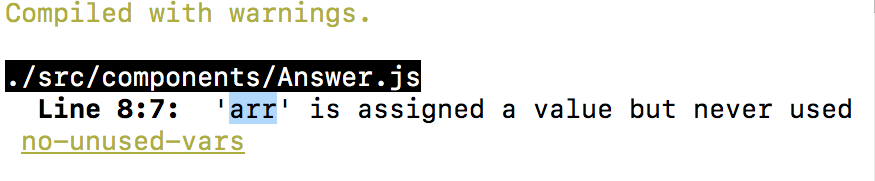 Compiled with warnings.
./src/components/Answer.js
Line 8:7:  'arr' is assigned a value but never used
no-unused-vars